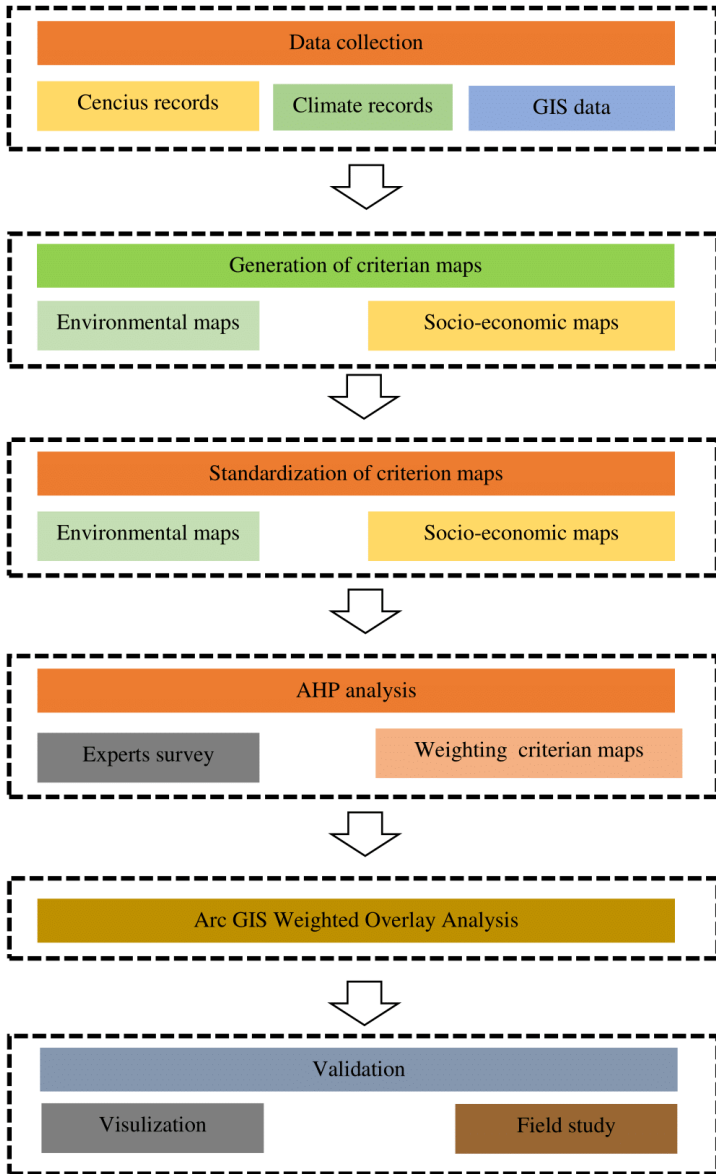 Data collection
Cencius records
Climate records
GIS data
Generation of criterian maps
Environmental maps
Socio-economic maps
Standardization of criterion maps
Environmental maps
Socio-economic maps
AHP analysis
Experts survey
Weighting criterian maps
Arc GIS Weighted Overlay Analysis
Validation
Visulization
Field study